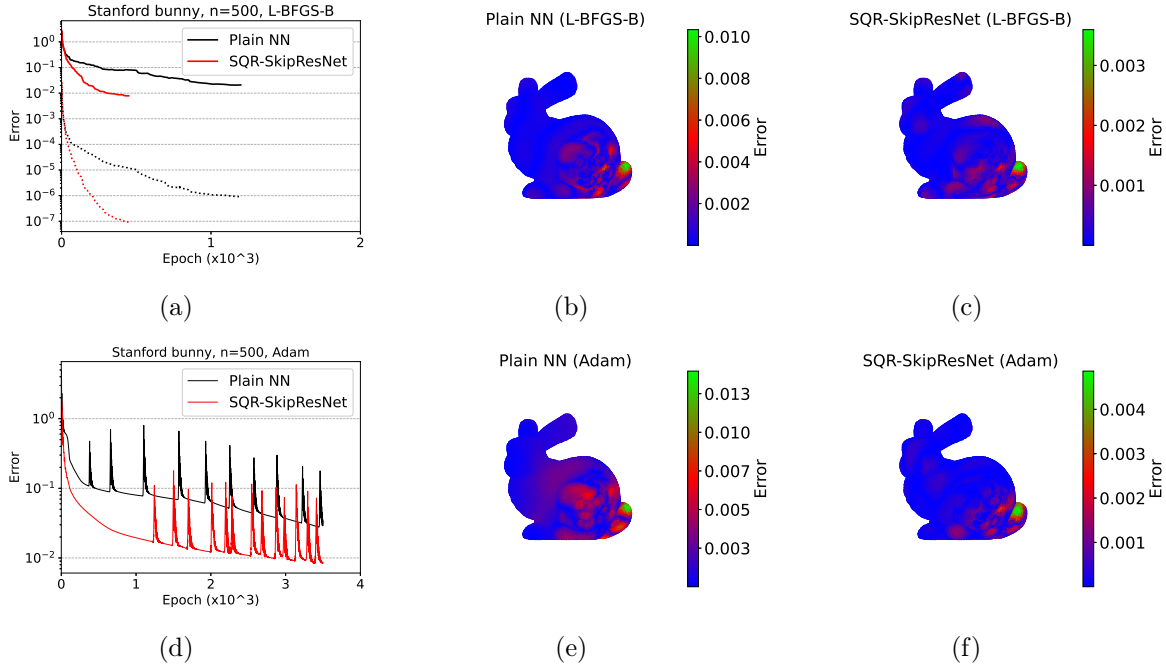 Stanford bunny, n=500, L-BFGS-B
Plain NN
SQR-SkipResNet
Error
10^0
10^-1
10^-2
10^-3
10^-4
10^-5
10^-6
10^-7
0 1 2
Epoch (x10^3)
(a)
Plain NN (L-BFGS-B)
0.010
0.008
0.006
0.004
0.002
Error
(b)
SQR-SkipResNet (L-BFGS-B)
0.003
0.002
0.001
Error
(c)
Stanford bunny, n=500, Adam
Plain NN
SQR-SkipResNet
Error
10^0
10^-1
10^-2
0 1 2 3 4
Epoch (x10^3)
(d)
Plain NN (Adam)
0.013
0.010
0.007
0.005
0.003
Error
(e)
SQR-SkipResNet (Adam)
0.004
0.003
0.002
0.001
Error
(f)